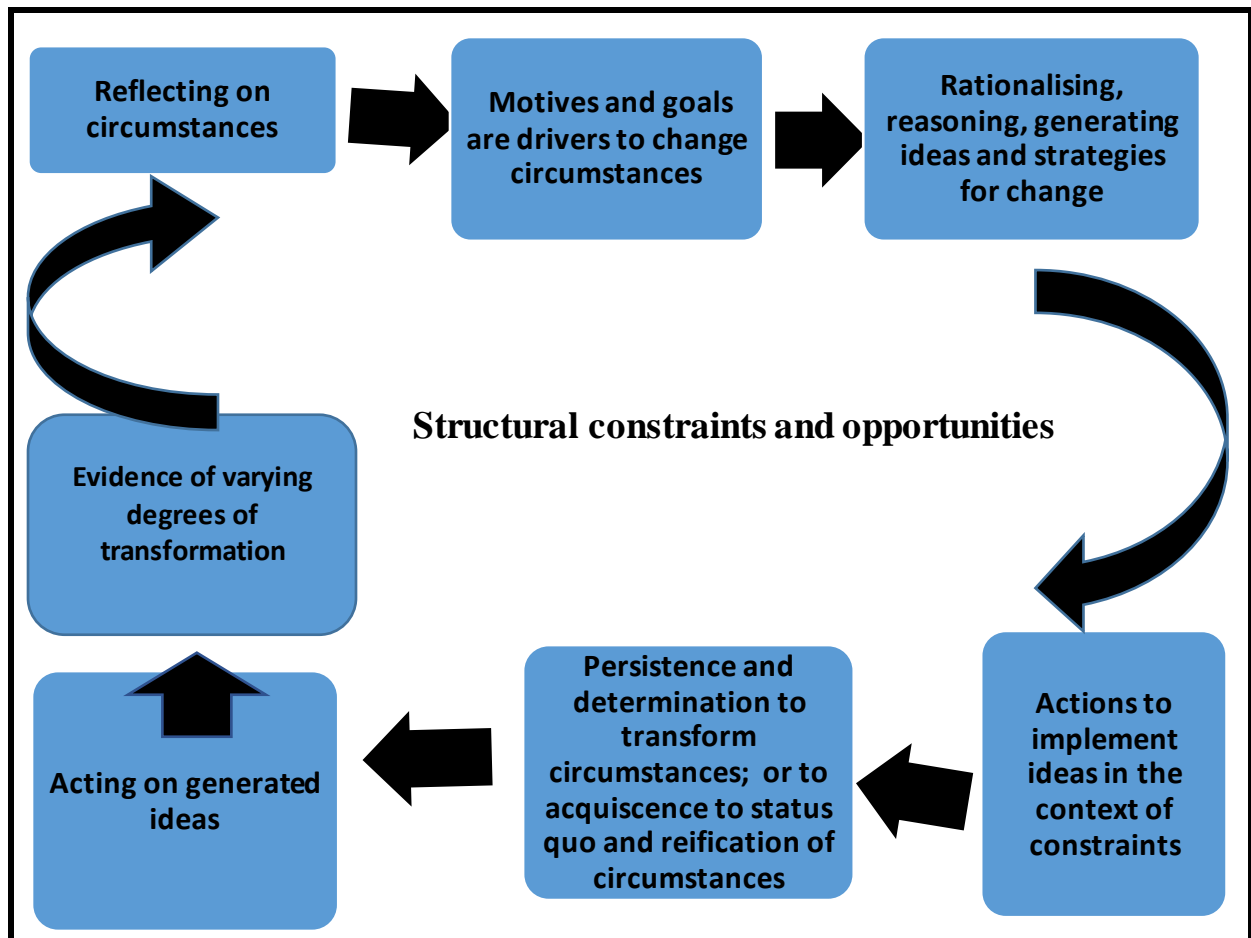 Reflecting on
circumstances
Motives and goals
are drivers to change
circumstances
Rationalising,
reasoning, generating
ideas and strategies
for change
Structural constraints and opportunities
Actions to
implement
ideas in the
context of
constraints
Persistence and
determination to
transform
circumstances; or to
acquiscence to status
quo and reification of
circumstances
Acting on generated
ideas
Evidence of varying
degrees of
transformation